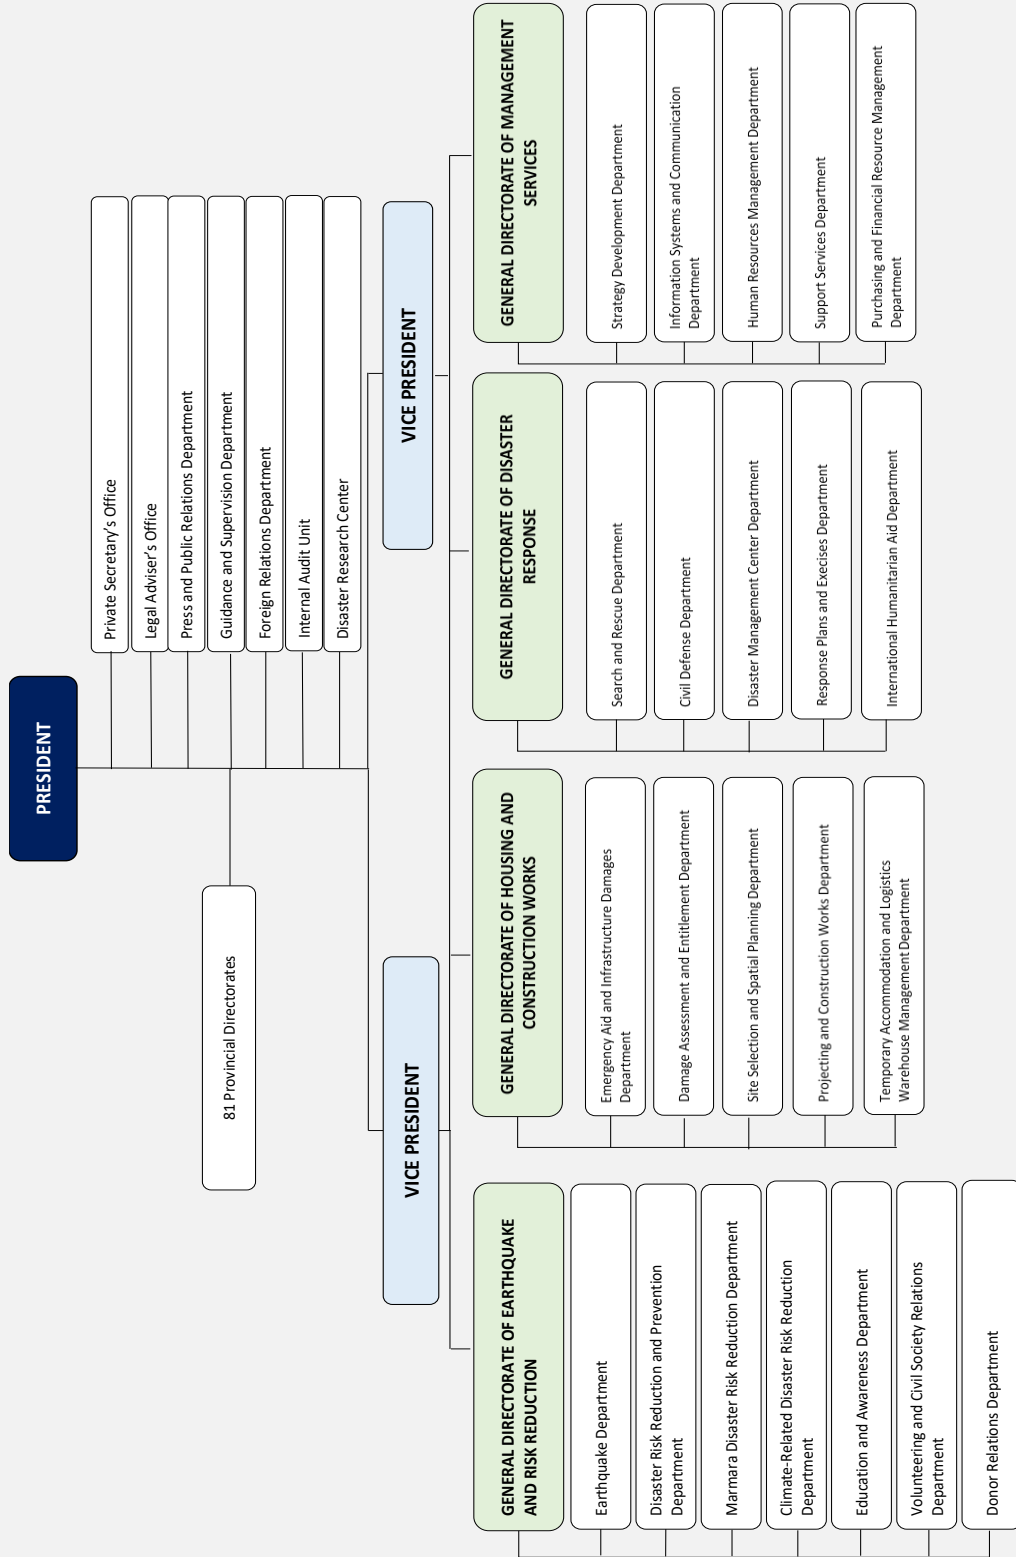 PRESIDENT
81 Provincial Directorates
Private Secretary's Office
Legal Adviser's Office
Press and Public Relations Department
Guidance and Supervision Department
Foreign Relations Department
Internal Audit Unit
Disaster Research Center
VICE PRESIDENT
VICE PRESIDENT
GENERAL DIRECTORATE OF EARTHQUAKE
AND RISK REDUCTION
Earthquake Department
Disaster Risk Reduction and Prevention
Department
Marmara Disaster Risk Reduction Department
Climate-Related Disaster Risk Reduction
Department
Education and Awareness Department
Volunteering and Civil Society Relations
Department
Donor Relations Department
GENERAL DIRECTORATE OF HOUSING AND
CONSTRUCTION WORKS
Emergency Aid and Infrastructure Damages
Department
Damage Assessment and Entitlement Department
Site Selection and Spatial Planning Department
Projecting and Construction Works Department
Temporary Accommodation and Logistics
Warehouse Management Department
GENERAL DIRECTORATE OF DISASTER
RESPONSE
Search and Rescue Department
Civil Defense Department
Disaster Management Center Department
Response Plans and Execises Department
International Humanitarian Aid Department
GENERAL DIRECTORATE OF MANAGEMENT
SERVICES
Strategy Development Department
Information Systems and Communication
Department
Human Resources Management Department
Support Services Department
Purchasing and Financial Resource Management
Department